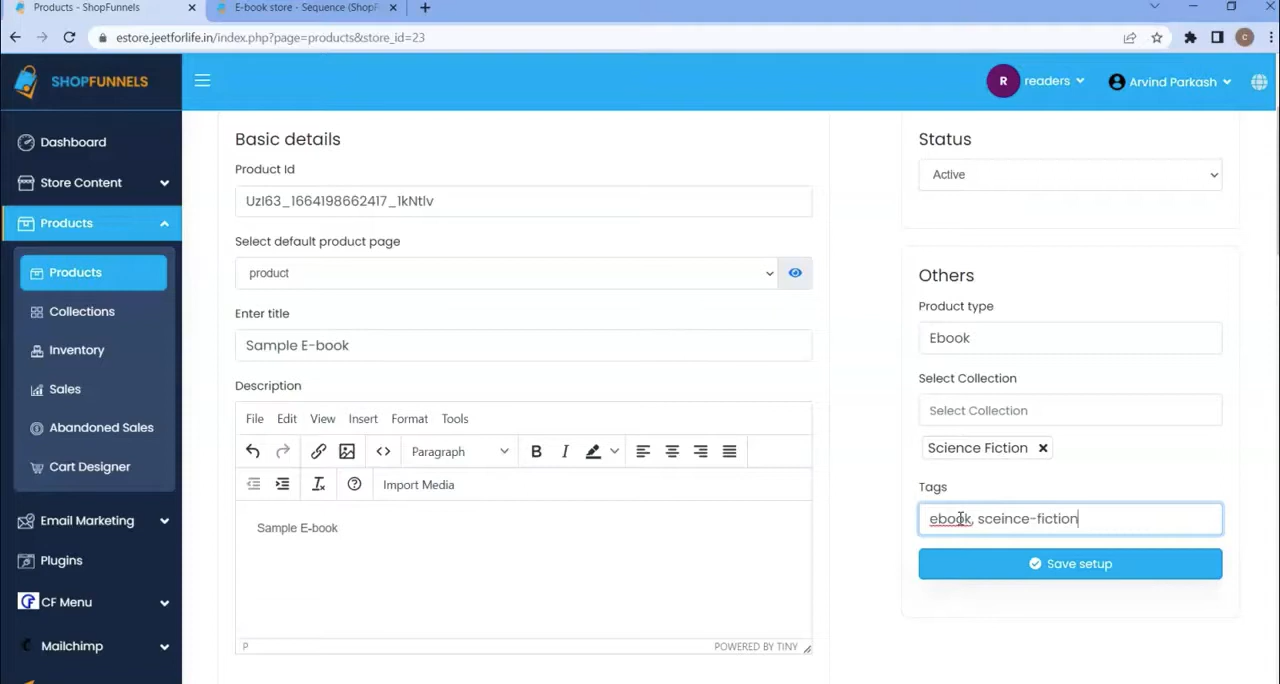 Products - ShopFunnels
E-book store - Sequence (ShopF
estore.jeetforlife.in/index.php?page=products&store_id=23
C
SHOPFUNNELS
R readers
Arvind Parkash
Dashboard
Store Content
Products
Products
Collections
Inventory
Sales
Abandoned Sales
Cart Designer
Email Marketing
Plugins
CF Menu
Mailchimp
Basic details
Product Id
UzI63_1664198662417_1kNtIv
Select default product page
product
Enter title
Sample E-book
Description
File Edit View Insert Format Tools
Paragraph B I
Import Media
Sample E-book
P POWERED BY TINY
Status
Active
Others
Product type
Ebook
Select Collection
Select Collection
Science Fiction
Tags
ebook, sceince-fiction
Save setup